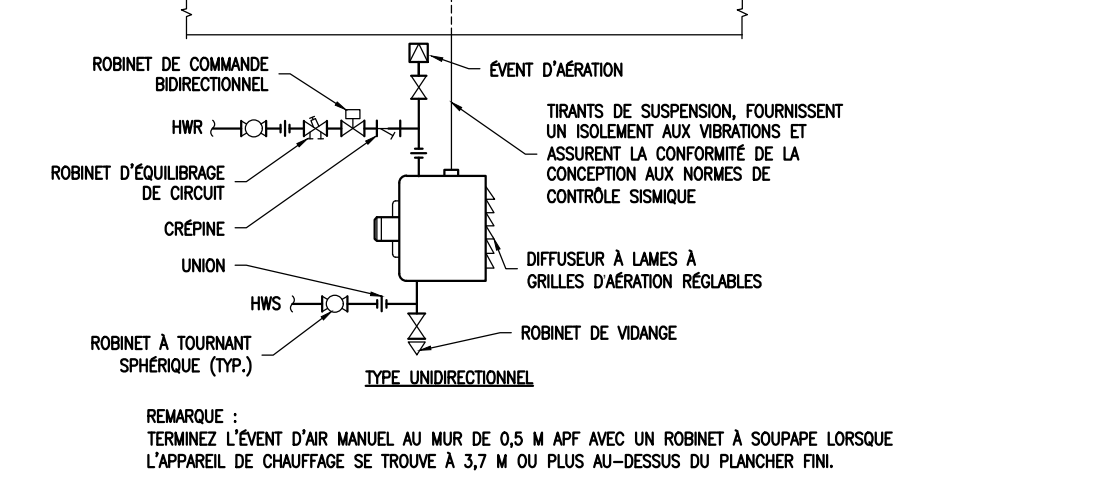 ROBINET DE COMMANDE
BIDIRECTIONNEL
ÉVENT D'AÉRATION
TIRANTS DE SUSPENSION, FOURNISSENT
UN ISOLEMENT AUX VIBRATIONS ET
ASSURENT LA CONFORMITÉ DE LA
CONCEPTION AUX NORMES DE
CONTRÔLE SISMIQUE
HWR
ROBINET D'ÉQUILIBRAGE
DE CIRCUIT
CRÉPINE
UNION
DIFFUSEUR À LAMES À
GRILLES D'AÉRATION RÉGLABLES
HWS
ROBINET DE VIDANGE
ROBINET À TOURNANT
SPHÉRIQUE (TYP.)
TYPE UNIDIRECTIONNEL
REMARQUE :
TERMINEZ L'ÉVENT D'AIR MANUEL AU MUR DE 0,5 M APF AVEC UN ROBINET À SOUPAPE LORSQUE
L'APPAREIL DE CHAUFFAGE SE TROUVE À 3,7 M OU PLUS AU-DESSUS DU PLANCHER FINI.